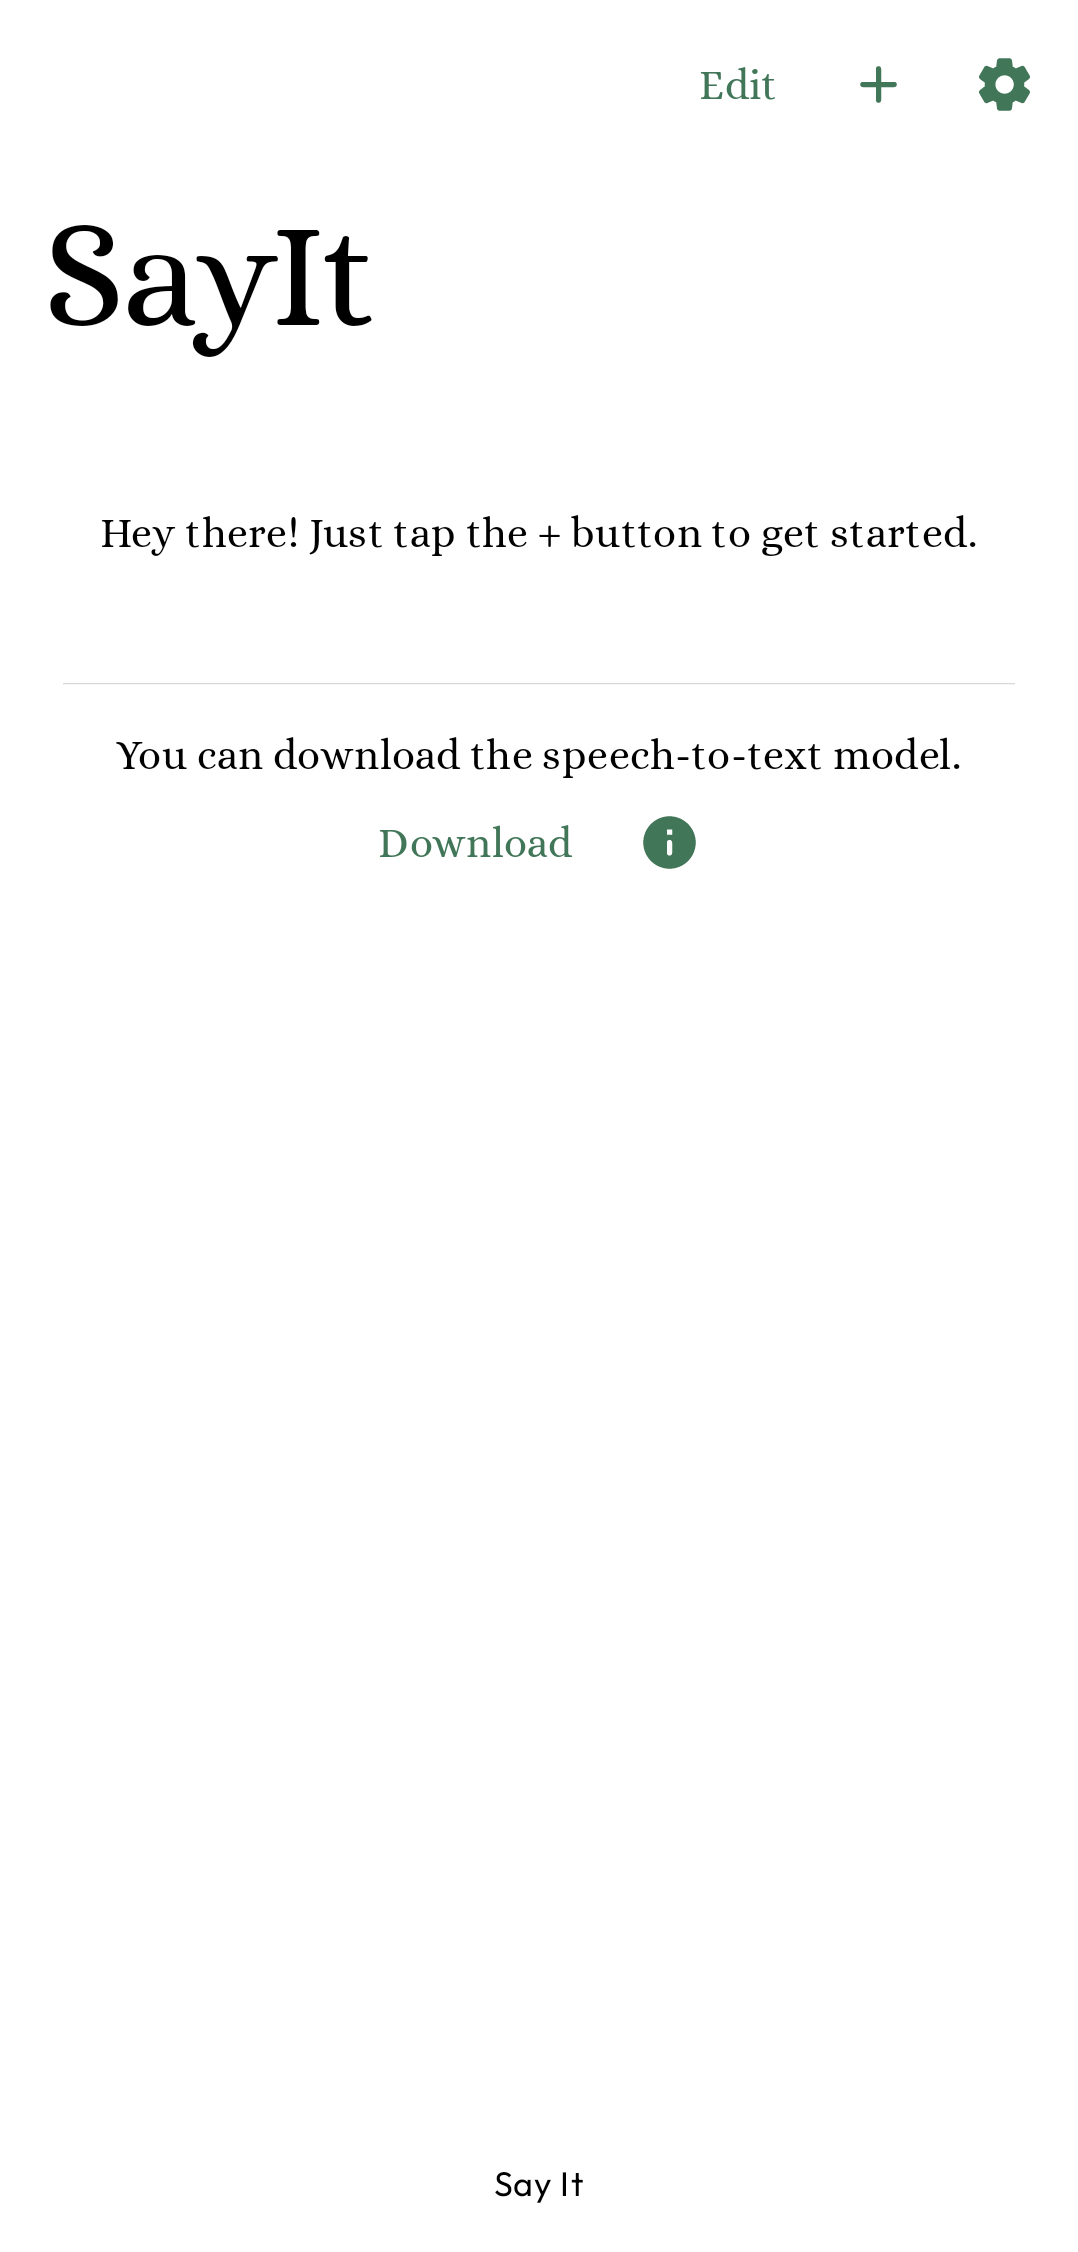 Edit +
SayIt
Hey there! Just tap the + button to get started.
You can download the speech-to-text model.
Download
Say It